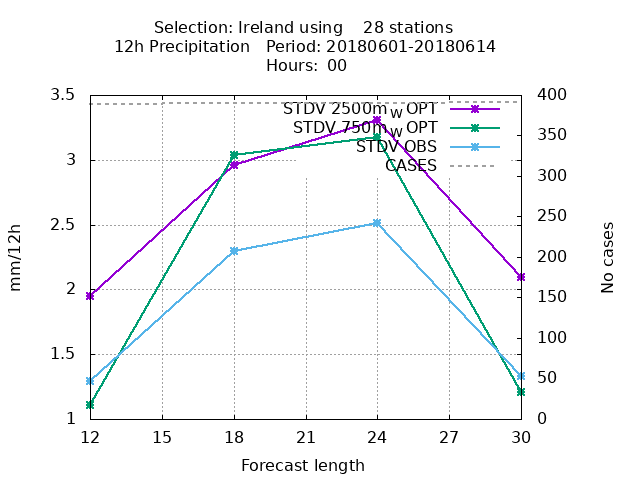 Selection: Ireland using 28 stations
12h Precipitation Period: 20180601-20180614
Hours: 00
3.5
3
2.5
2
1.5
1
mm/12h
STDV 2500m_W OPT
STDV 750m_W OPT
STDV OBS
CASES
400
350
300
250
200
150
100
50
0
No cases
12 15 18 21 24 27 30
Forecast length